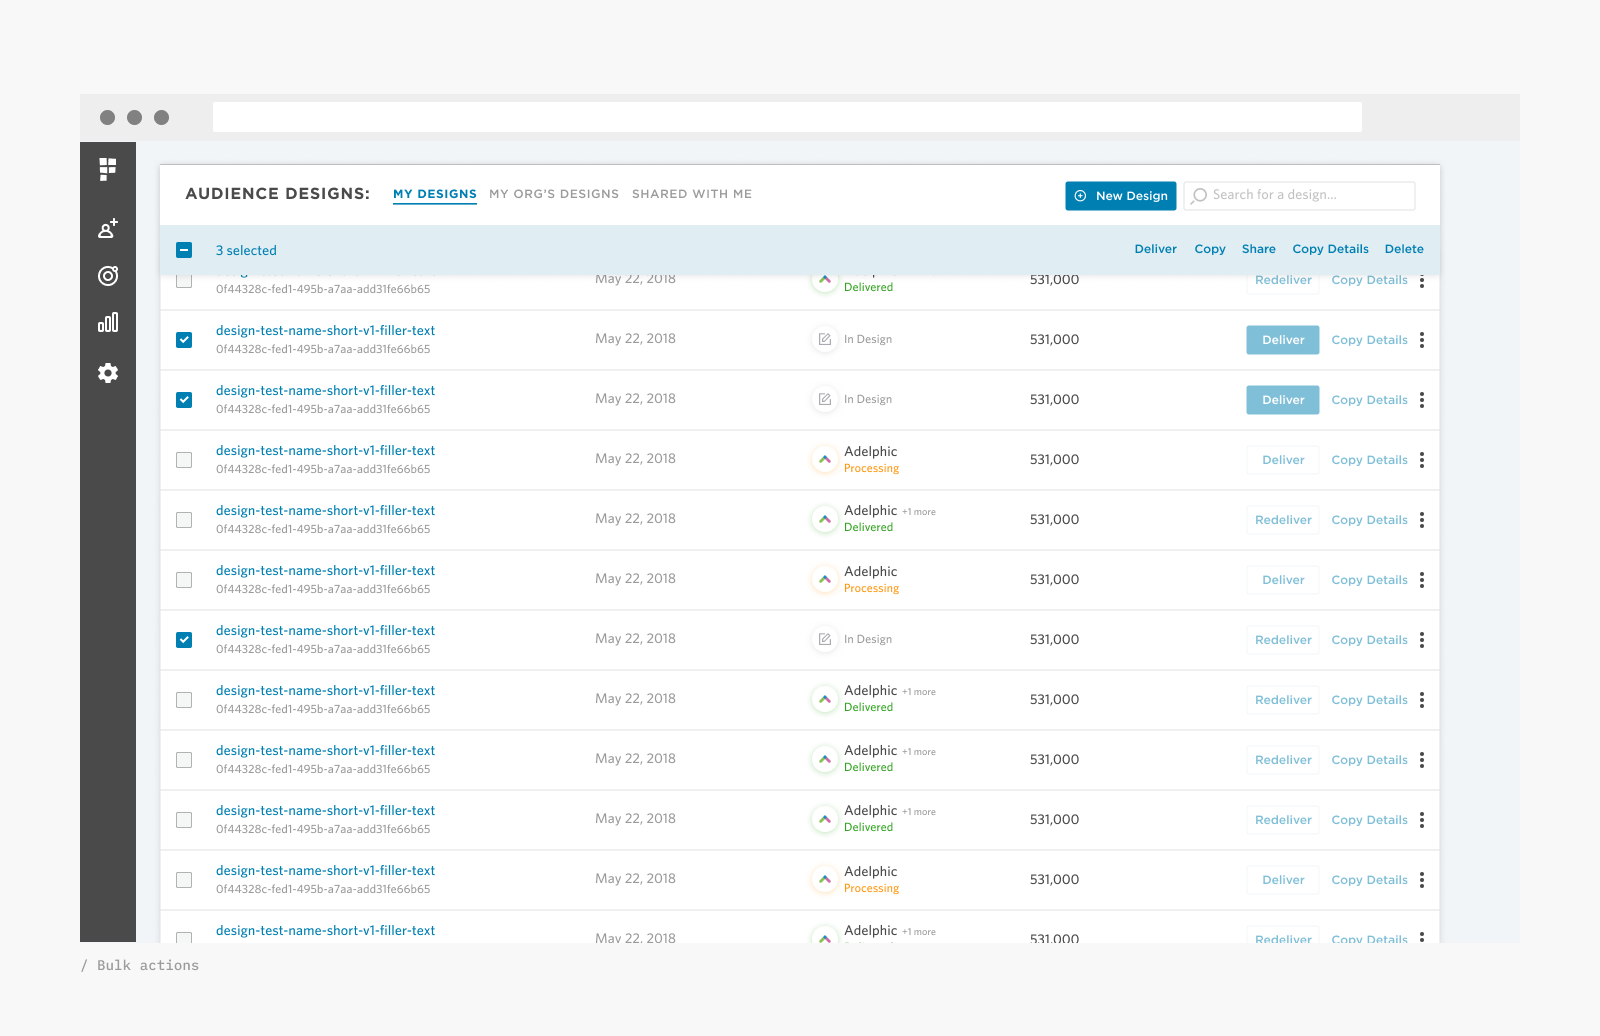 AUDIENCE DESIGNS: MY DESIGNS MY ORG'S DESIGNS SHARED WITH ME New Design Search for a design...
3 selected Deliver Copy Share Copy Details Delete
May 22, 2018 531,000 Redeliver Copy Details
0f44328c-fed1-495b-a7aa-add31fe66b65 Delivered
design-test-name-short-v1-filler-text
0f44328c-fed1-495b-a7aa-add31fe66b65 May 22, 2018 In Design 531,000 Deliver Copy Details
design-test-name-short-v1-filler-text
0f44328c-fed1-495b-a7aa-add31fe66b65 May 22, 2018 In Design 531,000 Deliver Copy Details
design-test-name-short-v1-filler-text May 22, 2018 Adelphic 531,000 Deliver Copy Details
0f44328c-fed1-495b-a7aa-add31fe66b65 Processing
design-test-name-short-v1-filler-text May 22, 2018 Adelphic +1 more 531,000 Redeliver Copy Details
0f44328c-fed1-495b-a7aa-add31fe66b65 Delivered
design-test-name-short-v1-filler-text May 22, 2018 Adelphic 531,000 Deliver Copy Details
0f44328c-fed1-495b-a7aa-add31fe66b65 Processing
design-test-name-short-v1-filler-text
0f44328c-fed1-495b-a7aa-add31fe66b65 May 22, 2018 In Design 531,000 Redeliver Copy Details
design-test-name-short-v1-filler-text May 22, 2018 Adelphic +1 more 531,000 Redeliver Copy Details
0f44328c-fed1-495b-a7aa-add31fe66b65 Delivered
design-test-name-short-v1-filler-text May 22, 2018 Adelphic +1 more 531,000 Redeliver Copy Details
0f44328c-fed1-495b-a7aa-add31fe66b65 Delivered
design-test-name-short-v1-filler-text May 22, 2018 Adelphic +1 more 531,000 Redeliver Copy Details
0f44328c-fed1-495b-a7aa-add31fe66b65 Delivered
design-test-name-short-v1-filler-text May 22, 2018 Adelphic 531,000 Deliver Copy Details
0f44328c-fed1-495b-a7aa-add31fe66b65 Processing
design-test-name-short-v1-filler-text May 22, 2018 Adelphic +1 more 531,000 Redeliver Copy Details
/ Bulk actions